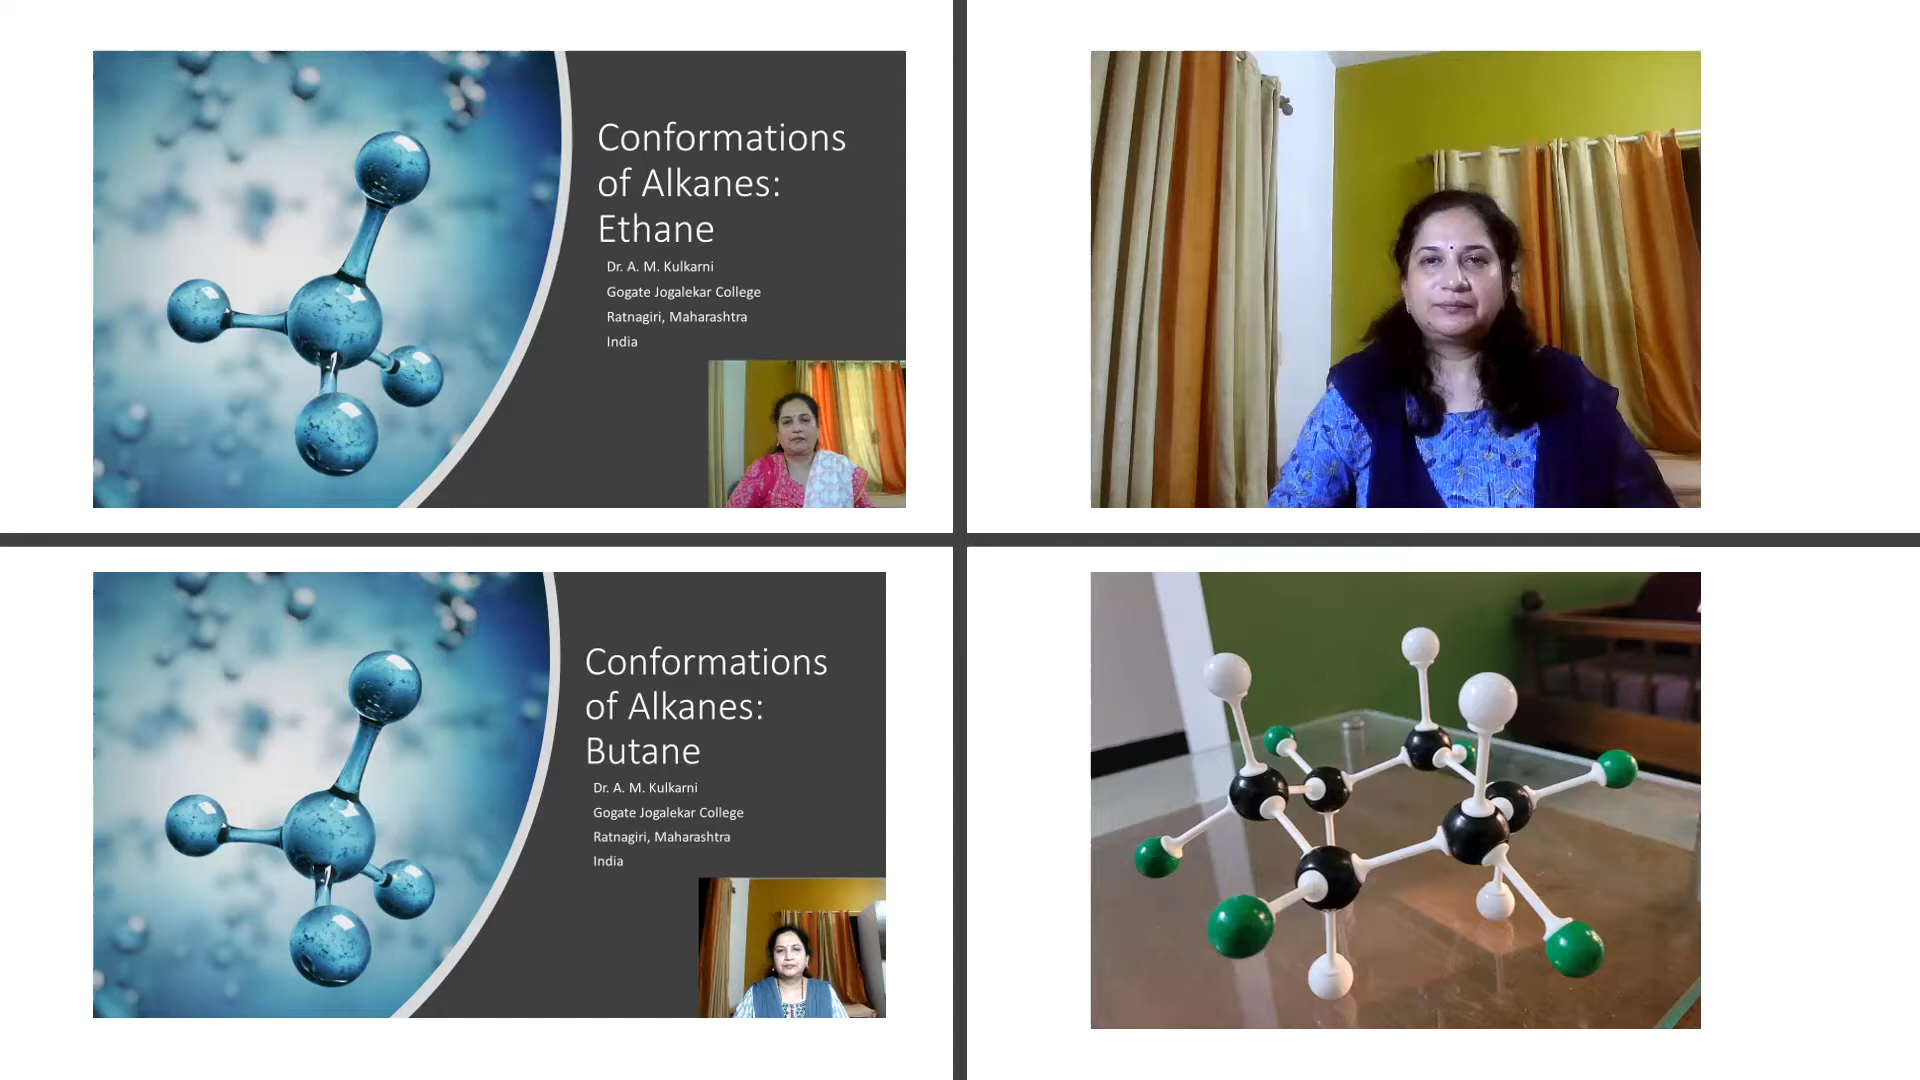 Conformations
of Alkanes:
Ethane
Dr. A. M. Kulkarni
Gogate Jogalekar College
Ratnagiri, Maharashtra
India
Conformations
of Alkanes:
Butane
Dr. A. M. Kulkarni
Gogate Jogalekar College
Ratnagiri, Maharashtra
India